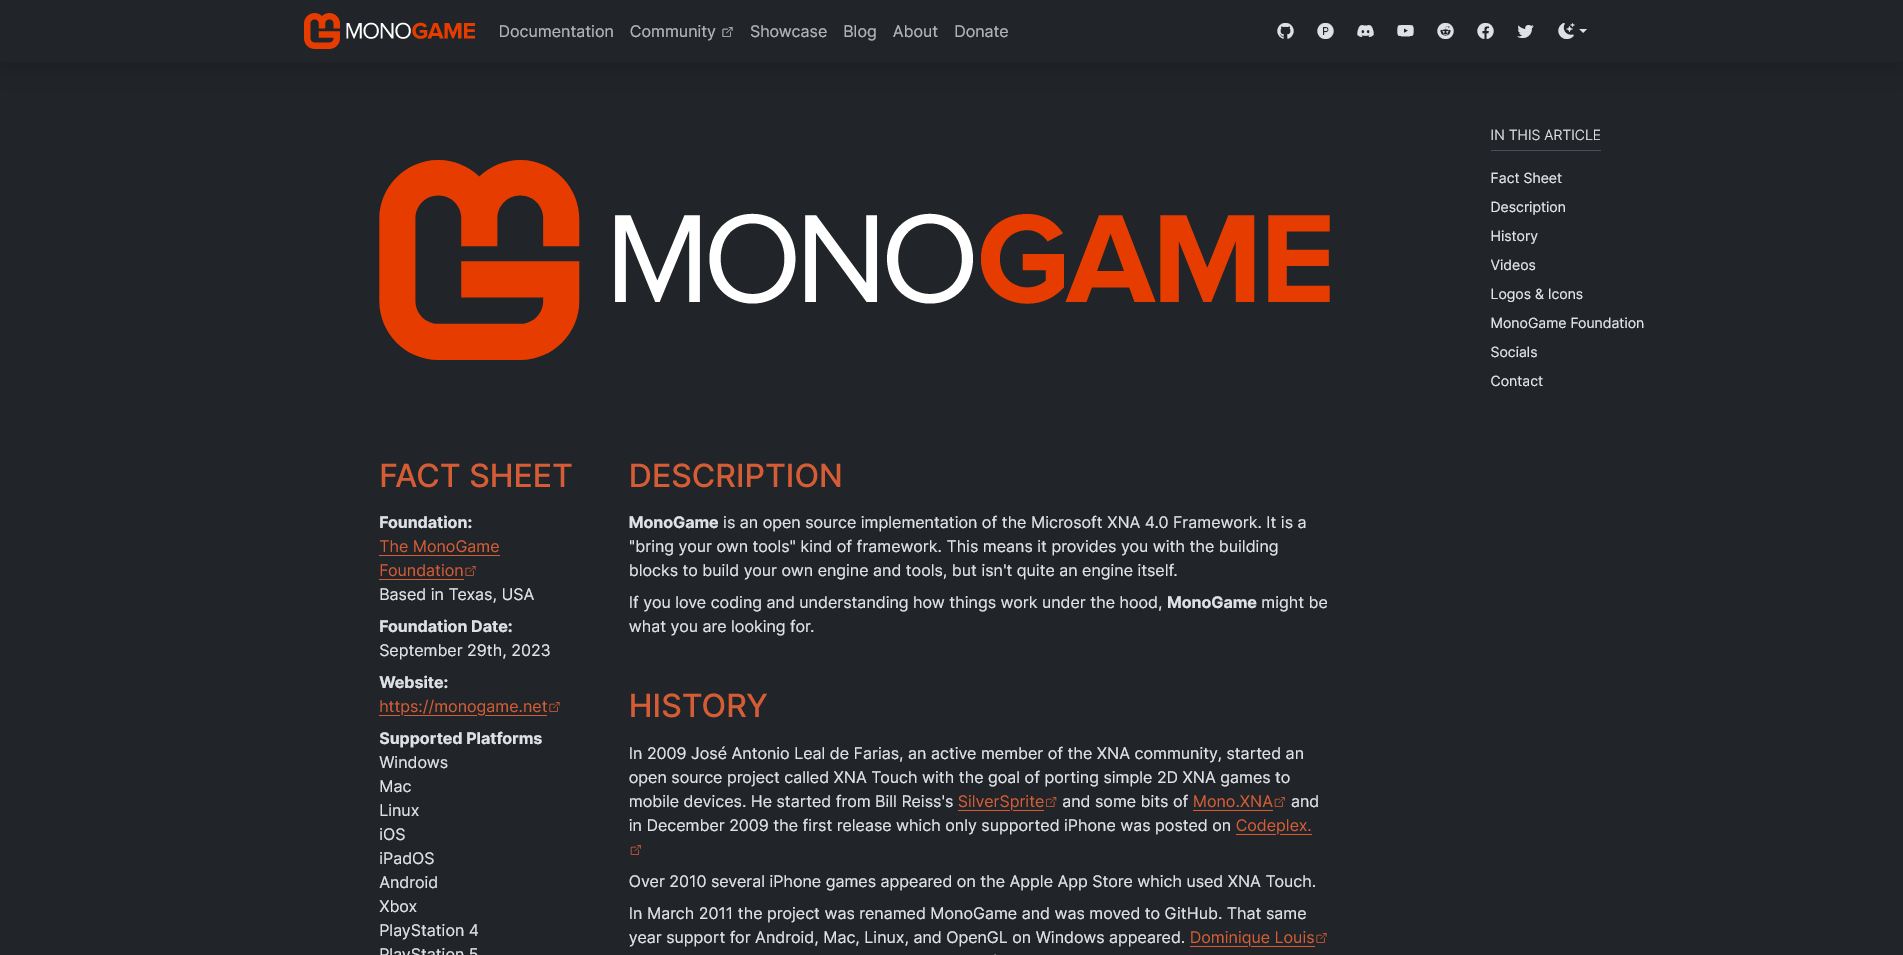 MONOGAME Documentation Community Showcase Blog About Donate
IN THIS ARTICLE
Fact Sheet
Description
History
Videos
Logos & Icons
MonoGame Foundation
Socials
Contact
MONOGAME
FACT SHEET
Foundation:
The MonoGame
Foundation
Based in Texas, USA
Foundation Date:
September 29th, 2023
Website:
https://monogame.net
Supported Platforms
Windows
Mac
Linux
iOS
iPadOS
Android
Xbox
PlayStation 4
PlayStation 5
DESCRIPTION
MonoGame is an open source implementation of the Microsoft XNA 4.0 Framework. It is a
"bring your own tools" kind of framework. This means it provides you with the building
blocks to build your own engine and tools, but isn't quite an engine itself.
If you love coding and understanding how things work under the hood, MonoGame might be
what you are looking for.
HISTORY
In 2009 José Antonio Leal de Farias, an active member of the XNA community, started an
open source project called XNA Touch with the goal of porting simple 2D XNA games to
mobile devices. He started from Bill Reiss's SilverSprite and some bits of Mono.XNA and
in December 2009 the first release which only supported iPhone was posted on Codeplex.
Over 2010 several iPhone games appeared on the Apple App Store which used XNA Touch.
In March 2011 the project was renamed MonoGame and was moved to GitHub. That same
year support for Android, Mac, Linux, and OpenGL on Windows appeared. Dominique Louis